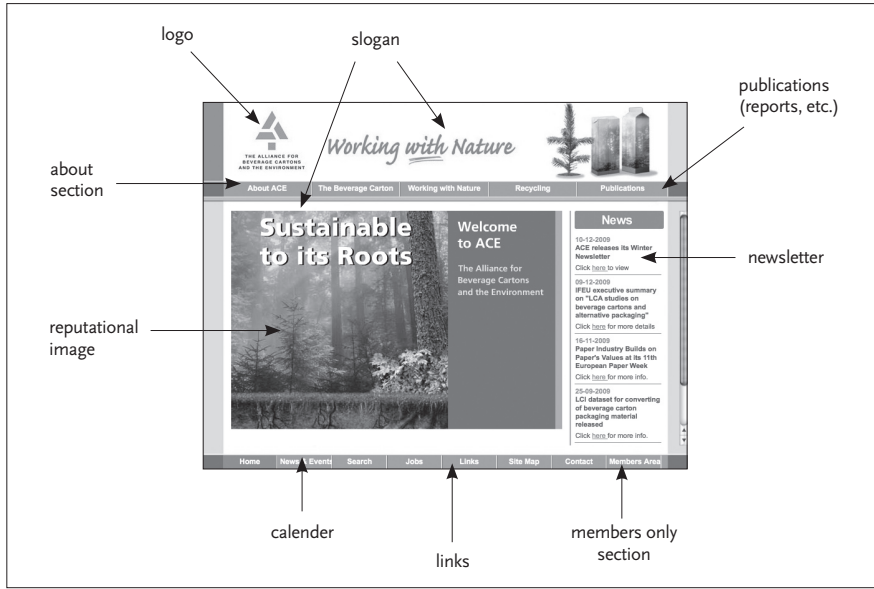 logo
slogan
publications
(reports, etc.)
THE ALLIANCE FOR
BEVERAGE CARTONS
AND THE ENVIRONMENT
Working with Nature
about
section
About ACE
The Beverage Carton
Working with Nature
Recycling
Publications
Sustainable
to its Roots
Welcome
to ACE
The Alliance for
Beverage Cartons
and the Environment
News
10-12-2009
ACE releases its Winter
Newsletter
Click here to view
09-12-2009
IFEU executive summary
on "LCA studies on
beverage cartons and
alternative packaging"
Click here for more details
16-11-2009
Paper Industry Builds on
Paper's Values at its 11th
European Paper Week
Click here for more info.
25-09-2009
LCI dataset for converting
of beverage carton
packaging material
released
Click here for more info.
newsletter
reputational
image
Home
News Events
Search
Jobs
Links
Site Map
Contact
Members Area
calender
links
members only
section